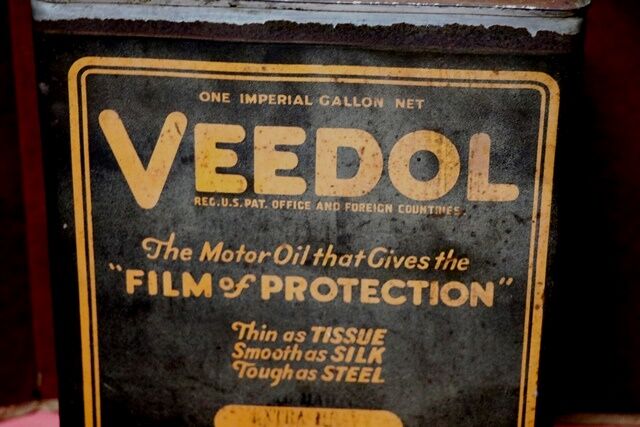 ONE IMPERIAL GALLON NET
VEEDOL
REG. U.S. PAT. OFFICE AND FOREIGN COUNTRIES.
The Motor Oil that Gives the
"FILM of PROTECTION"
Thin as TISSUE
Smooth as SILK
Tough as STEEL
EXTRA